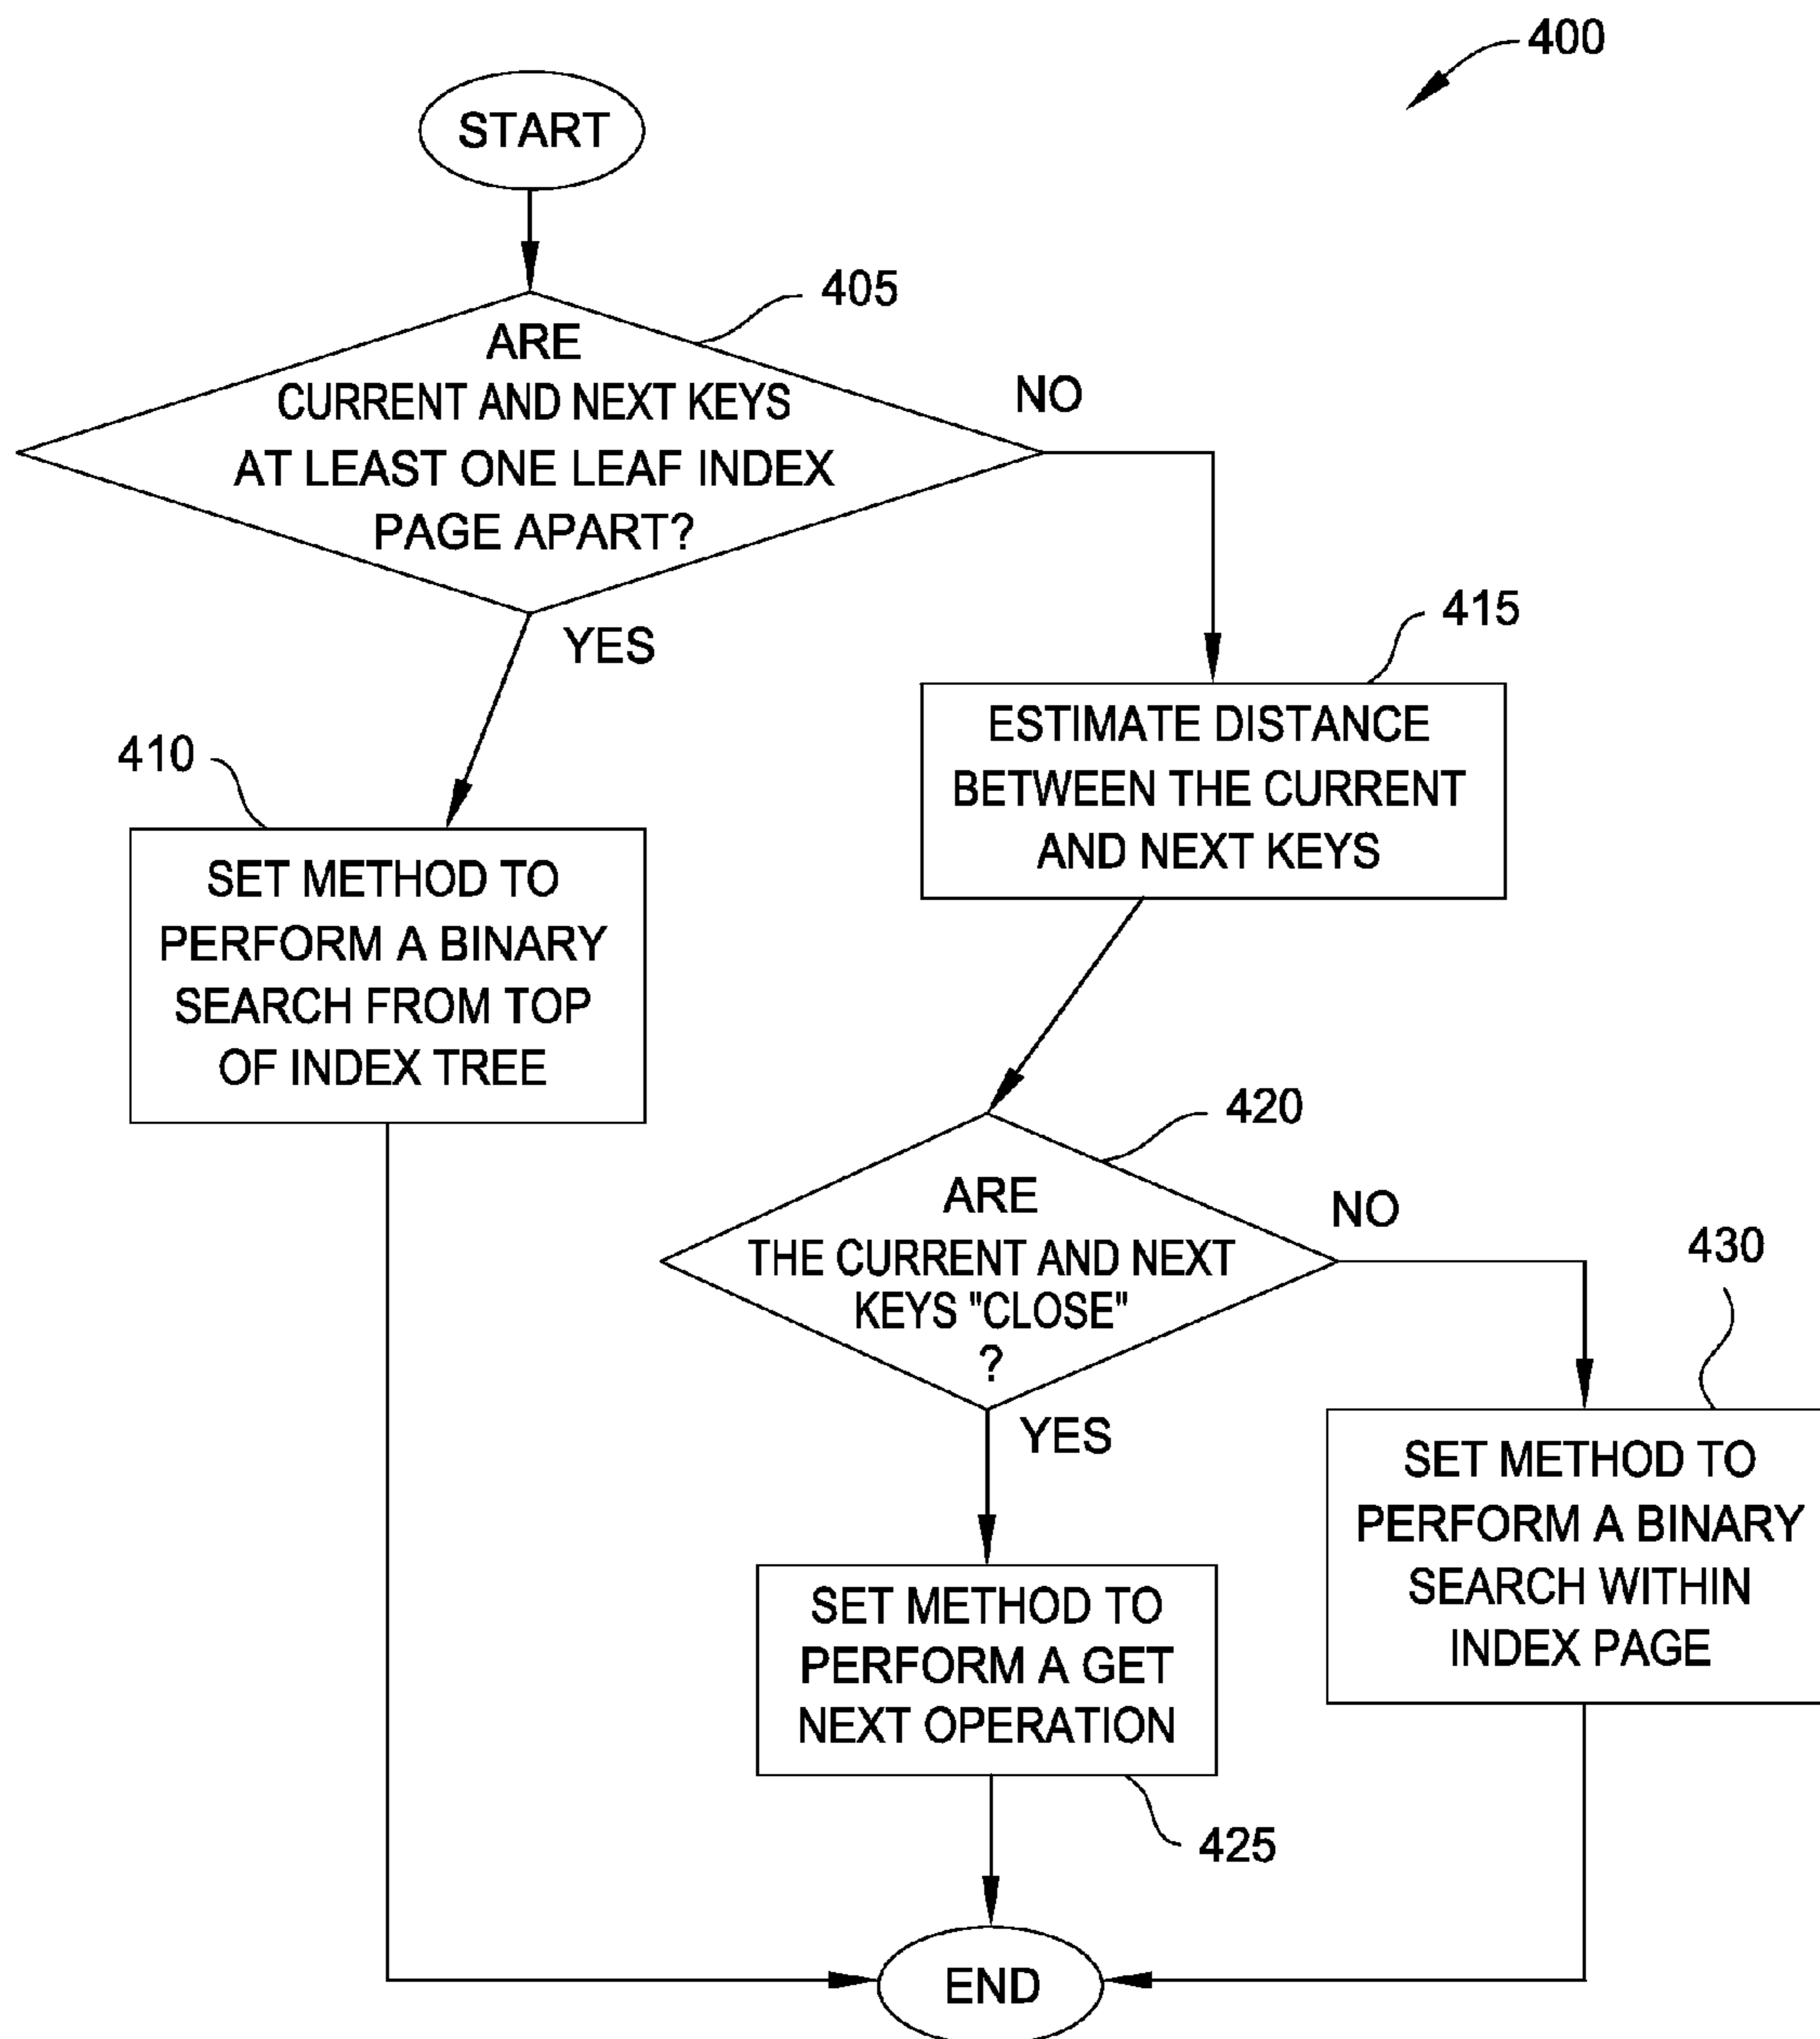 400
START
405
ARE
CURRENT AND NEXT KEYS
AT LEAST ONE LEAF INDEX
PAGE APART?
NO
YES
415
ESTIMATE DISTANCE
BETWEEN THE CURRENT
AND NEXT KEYS
410
SET METHOD TO
PERFORM A BINARY
SEARCH FROM TOP
OF INDEX TREE
420
ARE
THE CURRENT AND NEXT
KEYS "CLOSE"
?
NO
YES
430
SET METHOD TO
PERFORM A BINARY
SEARCH WITHIN
INDEX PAGE
SET METHOD TO
PERFORM A GET
NEXT OPERATION
425
END